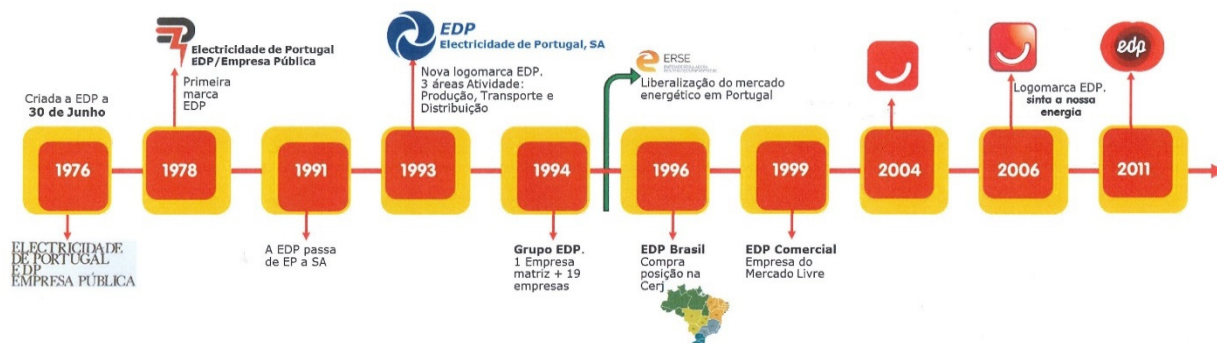 Criada a EDP a
30 de Junho
1976
ELECTRICIDADE
DE PORTUGAL
EDP
EMPRESA PÚBLICA
Electricidade de Portugal
EDP/Empresa Pública
Primeira
marca
EDP
1978
1991
A EDP passa
de EP a SA
EDP
Electricidade de Portugal, SA
Nova logomarca EDP.
3 áreas Atividade:
Produção, Transporte e
Distribuição
1993
1994
Grupo EDP.
1 Empresa
matriz + 19
empresas
ERSE
Liberalização do mercado
energético em Portugal
1996
EDP Brasil
Compra
posição na
Cerj
1999
EDP Comercial
Empresa do
Mercado Livre
2004
Logomarca EDP.
sinta a nossa
energia
2006
edp
2011